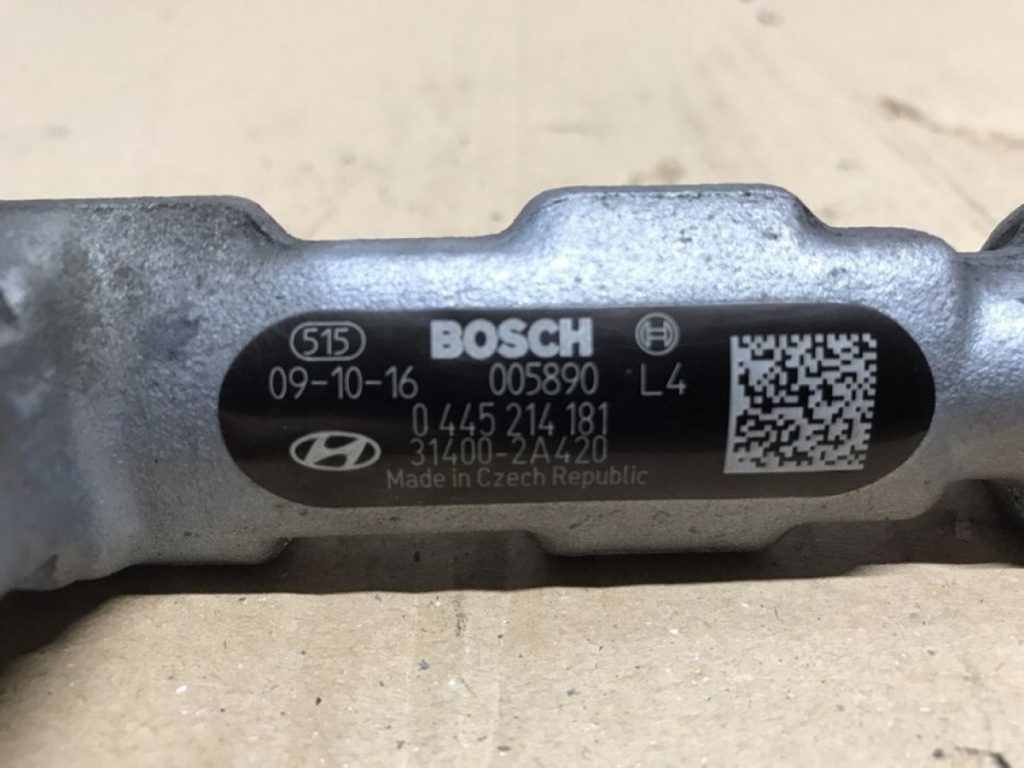 515 BOSCH
09-10-16 005890 L4
0 445 214 181
31400-2A420
Made in Czech Republic